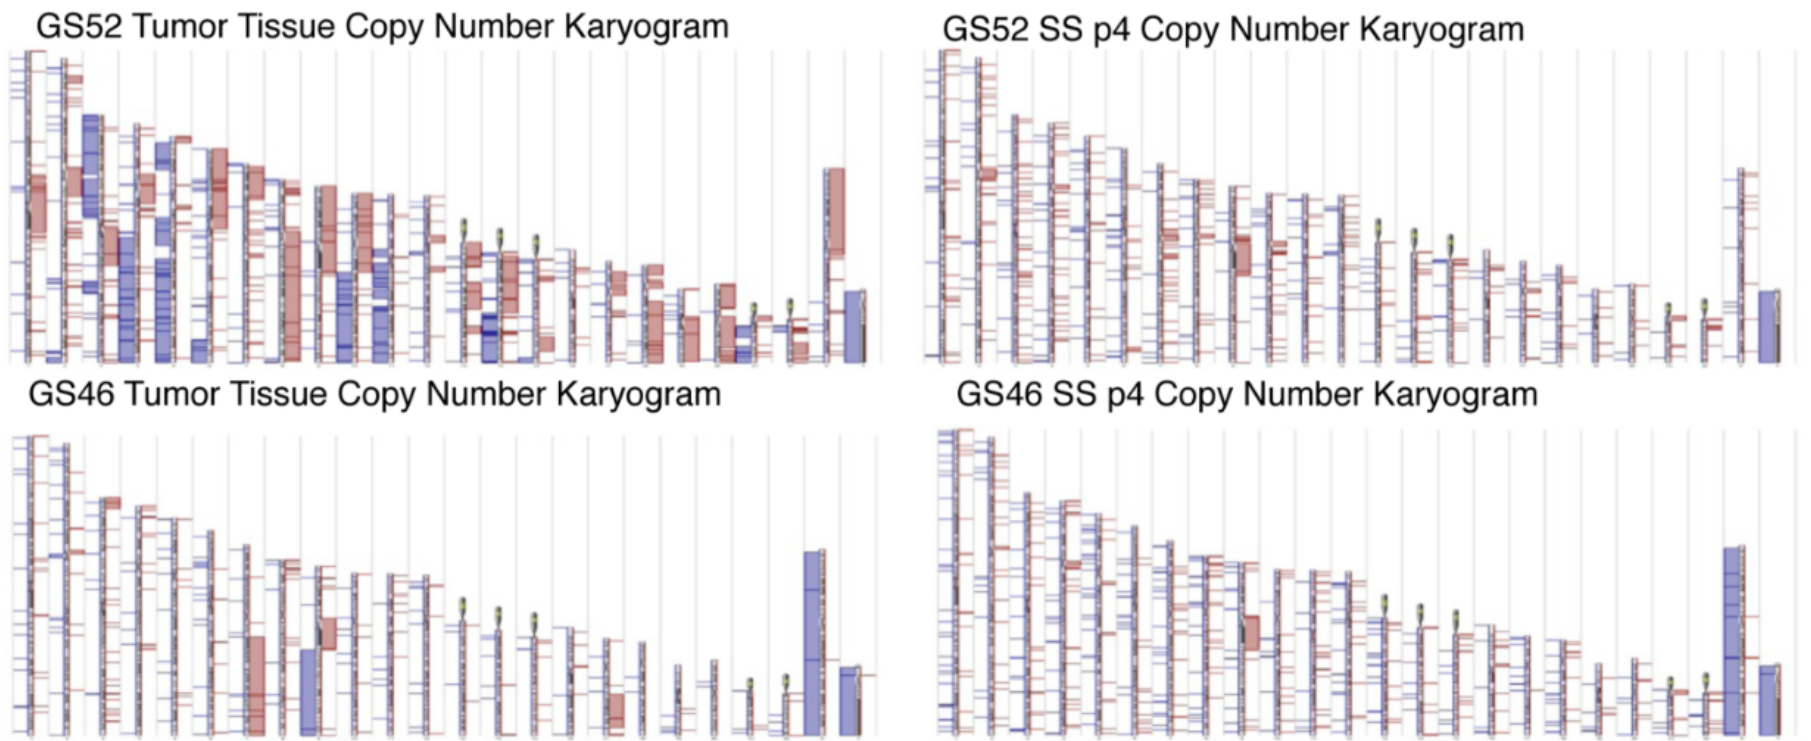 GS52 Tumor Tissue Copy Number Karyogram
GS52 SS p4 Copy Number Karyogram
GS46 Tumor Tissue Copy Number Karyogram
GS46 SS p4 Copy Number Karyogram